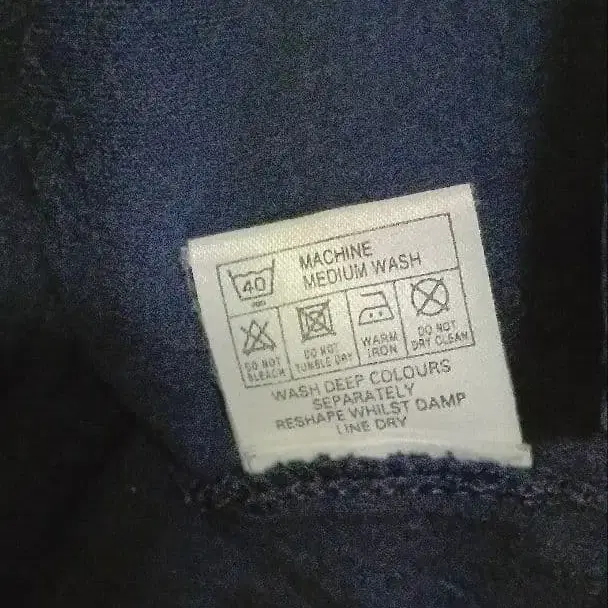 MACHINE
MEDIUM WASH
40
DO NOT
BLEACH
DO NOT
TUMBLE DRY
WARM
IRON
DO NOT
DRY CLEAN
WASH DEEP COLOURS
SEPARATELY
RESHAPE WHILST DAMP
LINE DRY